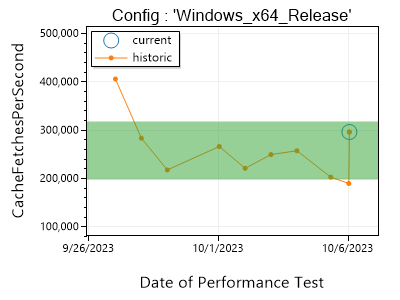 Config : 'Windows_x64_Release'
500,000
400,000
300,000
200,000
100,000
CacheFetchesPerSecond
current
historic
9/26/2023
10/1/2023
10/6/2023
Date of Performance Test